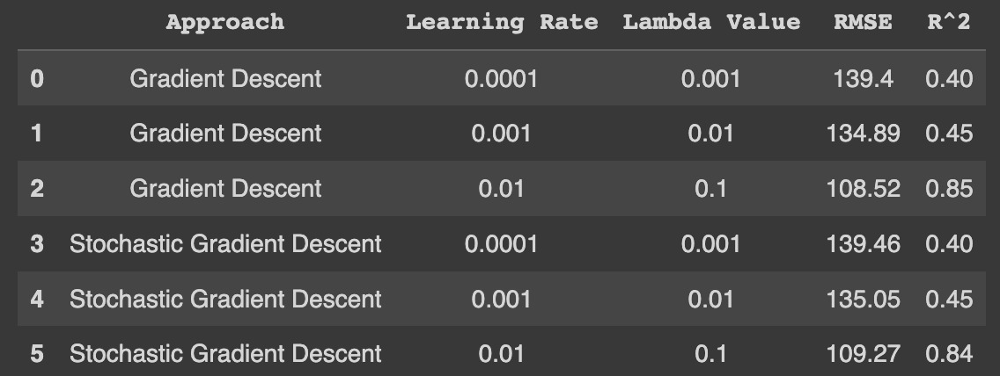 Approach Learning Rate Lambda Value RMSE R^2
0 Gradient Descent 0.0001 0.001 139.4 0.40
1 Gradient Descent 0.001 0.01 134.89 0.45
2 Gradient Descent 0.01 0.1 108.52 0.85
3 Stochastic Gradient Descent 0.0001 0.001 139.46 0.40
4 Stochastic Gradient Descent 0.001 0.01 135.05 0.45
5 Stochastic Gradient Descent 0.01 0.1 109.27 0.84